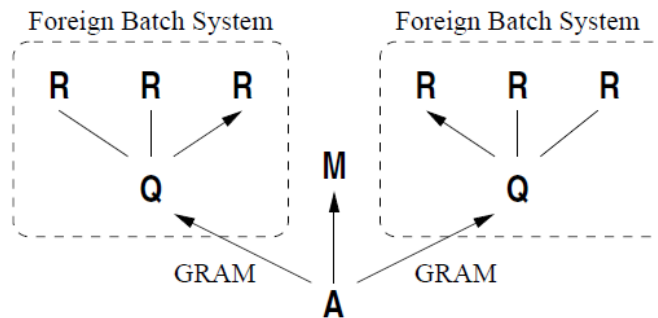 Foreign Batch System Foreign Batch System
R R R R R R
M
Q Q
GRAM GRAM
A